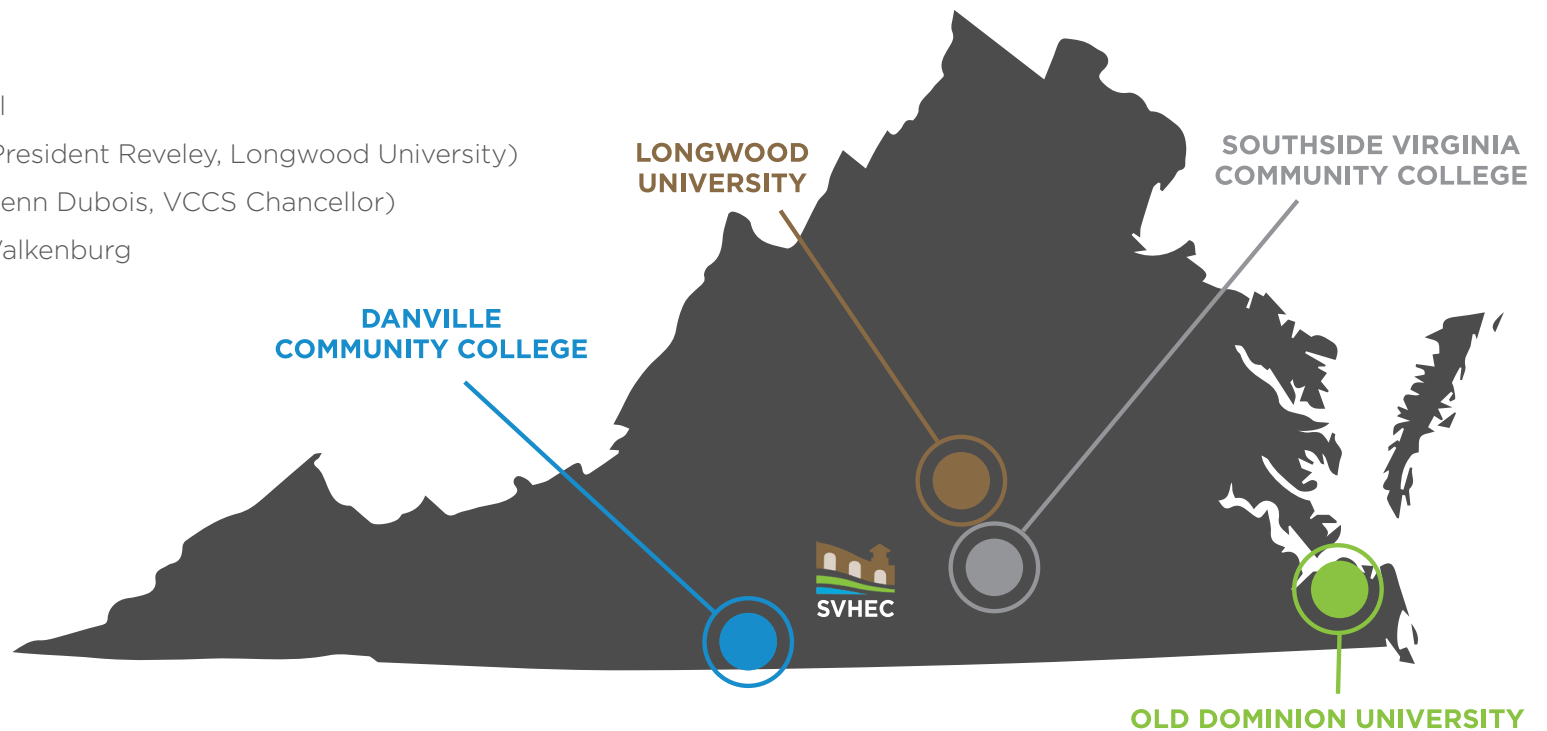 President Reveley, Longwood University)
enn Dubois, VCCS Chancellor)
Valkenburg
LONGWOOD
UNIVERSITY
SOUTHSIDE VIRGINIA
COMMUNITY COLLEGE
DANVILLE
COMMUNITY COLLEGE
SVHEC
OLD DOMINION UNIVERSITY